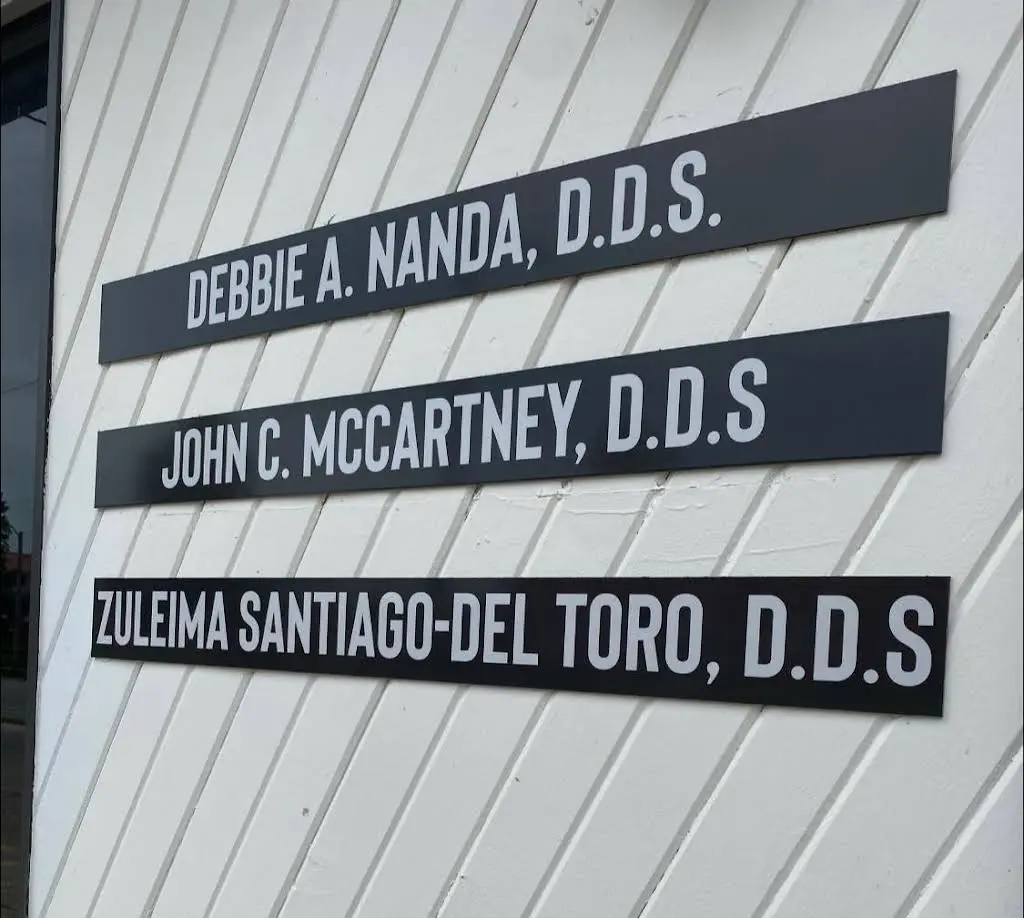 DEBBIE A. NANDA, D.D.S.
JOHN C. MCCARTNEY, D.D.S
ZULEIMA SANTIAGO-DEL TORO, D.D.S